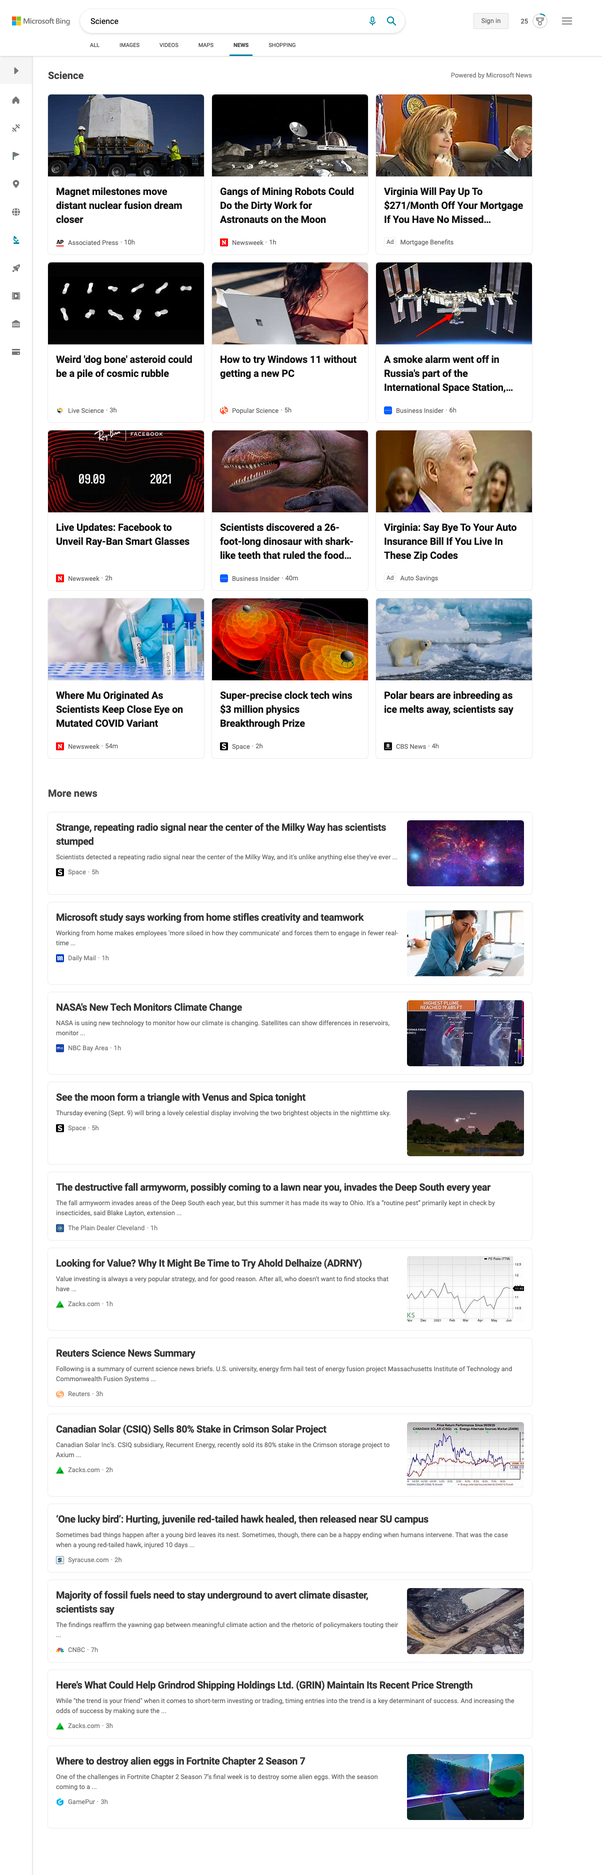 Microsoft Bing
Science
Sign in
25
ALL
IMAGES
VIDEOS
MAPS
NEWS
SHOPPING
Science
Powered by Microsoft News
Magnet milestones move
distant nuclear fusion dream
closer
AP Associated Press · 10h
Gangs of Mining Robots Could
Do the Dirty Work for
Astronauts on the Moon
N Newsweek · 1h
Virginia Will Pay Up To
$271/Month Off Your Mortgage
If You Have No Missed...
Ad Mortgage Benefits
Weird 'dog bone' asteroid could
be a pile of cosmic rubble
Live Science · 3h
How to try Windows 11 without
getting a new PC
Popular Science · 5h
A smoke alarm went off in
Russia's part of the
International Space Station,...
Business Insider · 6h
Ray-Ban | FACEBOOK
09.09 2021
Live Updates: Facebook to
Unveil Ray-Ban Smart Glasses
N Newsweek · 2h
Scientists discovered a 26-
foot-long dinosaur with shark-
like teeth that ruled the food...
Business Insider · 40m
Virginia: Say Bye To Your Auto
Insurance Bill If You Live In
These Zip Codes
Ad Auto Savings
Where Mu Originated As
Scientists Keep Close Eye on
Mutated COVID Variant
N Newsweek · 54m
Super-precise clock tech wins
$3 million physics
Breakthrough Prize
S Space · 2h
Polar bears are inbreeding as
ice melts away, scientists say
CBS News · 4h
More news
Strange, repeating radio signal near the center of the Milky Way has scientists
stumped
Scientists detected a repeating radio signal near the center of the Milky Way, and it's unlike anything else they've ever ...
S Space · 5h
Microsoft study says working from home stifles creativity and teamwork
Working from home makes employees 'more siloed in how they communicate' and forces them to engage in fewer real-
time ...
Daily Mail · 1h
NASA's New Tech Monitors Climate Change
NASA is using new technology to monitor how our climate is changing. Satellites can show differences in reservoirs,
monitor ...
NBC Bay Area · 1h
HIGHEST PLUME
REACHED 19,685 FT
See the moon form a triangle with Venus and Spica tonight
Thursday evening (Sept. 9) will bring a lovely celestial display involving the two brightest objects in the nighttime sky.
S Space · 5h
The destructive fall armyworm, possibly coming to a lawn near you, invades the Deep South every year
The fall armyworm invades areas of the Deep South each year, but this summer it has made its way to Ohio. It's a "routine pest" primarily kept in check by
insecticides, said Blake Layton, extension ...
The Plain Dealer Cleveland · 1h
Looking for Value? Why It Might Be Time to Try Ahold Delhaize (ADRNY)
Value investing is always a very popular strategy, and for good reason. After all, who doesn't want to find stocks that
have ...
Zacks.com · 1h
Reuters Science News Summary
Following is a summary of current science news briefs. U.S. university, energy firm hail test of energy fusion project Massachusetts Institute of Technology and
Commonwealth Fusion Systems ...
Reuters · 3h
Canadian Solar (CSIQ) Sells 80% Stake in Crimson Solar Project
Canadian Solar Inc's. CSIQ subsidiary, Recurrent Energy, recently sold its 80% stake in the Crimson storage project to
Axium ...
Zacks.com · 2h
'One lucky bird': Hurting, juvenile red-tailed hawk healed, then released near SU campus
Sometimes bad things happen after a young bird leaves its nest. Sometimes, though, there can be a happy ending when humans intervene. That was the case
when a young red-tailed hawk, injured 10 days ...
Syracuse.com · 2h
Majority of fossil fuels need to stay underground to avert climate disaster,
scientists say
The findings reaffirm the yawning gap between meaningful climate action and the rhetoric of policymakers touting their
...
CNBC · 7h
Here's What Could Help Grindrod Shipping Holdings Ltd. (GRIN) Maintain Its Recent Price Strength
While "the trend is your friend" when it comes to short-term investing or trading, timing entries into the trend is a key determinant of success. And increasing the
odds of success by making sure the ...
Zacks.com · 3h
Where to destroy alien eggs in Fortnite Chapter 2 Season 7
One of the challenges in Fortnite Chapter 2 Season 7's final week is to destroy some alien eggs. With the season
coming to a ...
GamePur · 3h